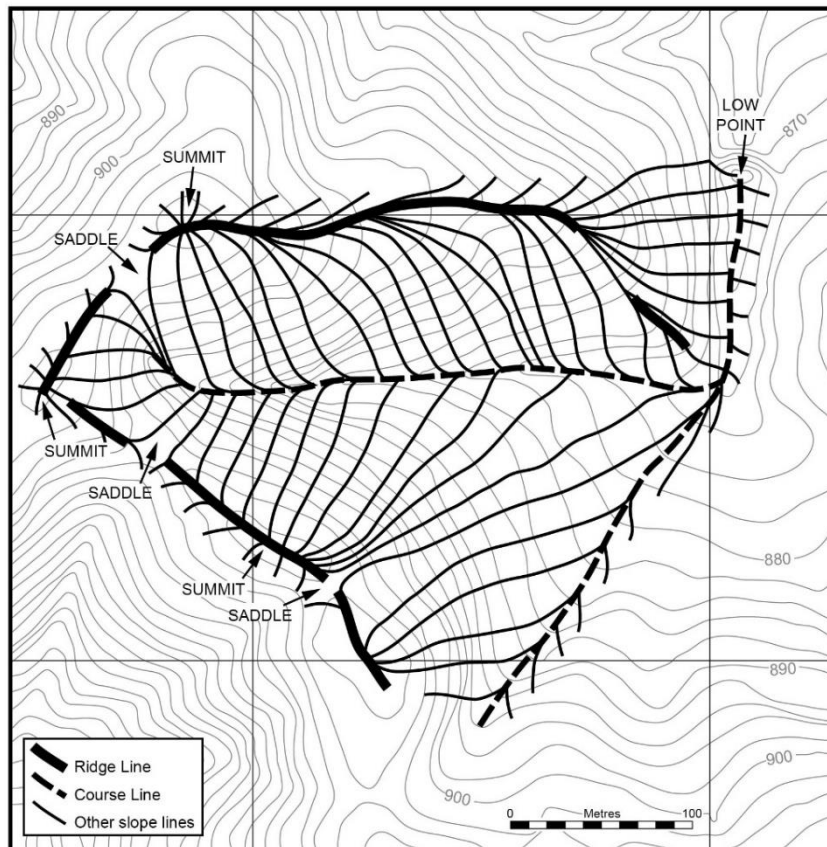 890
900
870
LOW
POINT
SUMMIT
SADDLE
SUMMIT
SADDLE
SUMMIT
SADDLE
880
890
900
900
Ridge Line
Course Line
Other slope lines
0 Metres 100